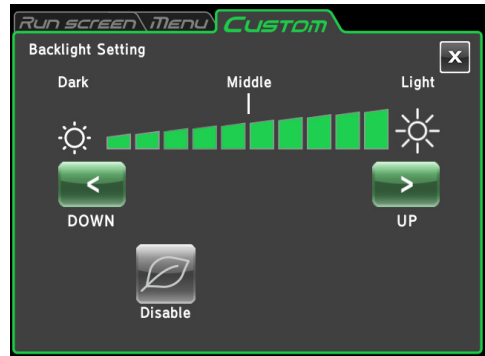 Run screen Menu Custom
Backlight Setting
x
Dark Middle Light
< >
DOWN UP
Disable